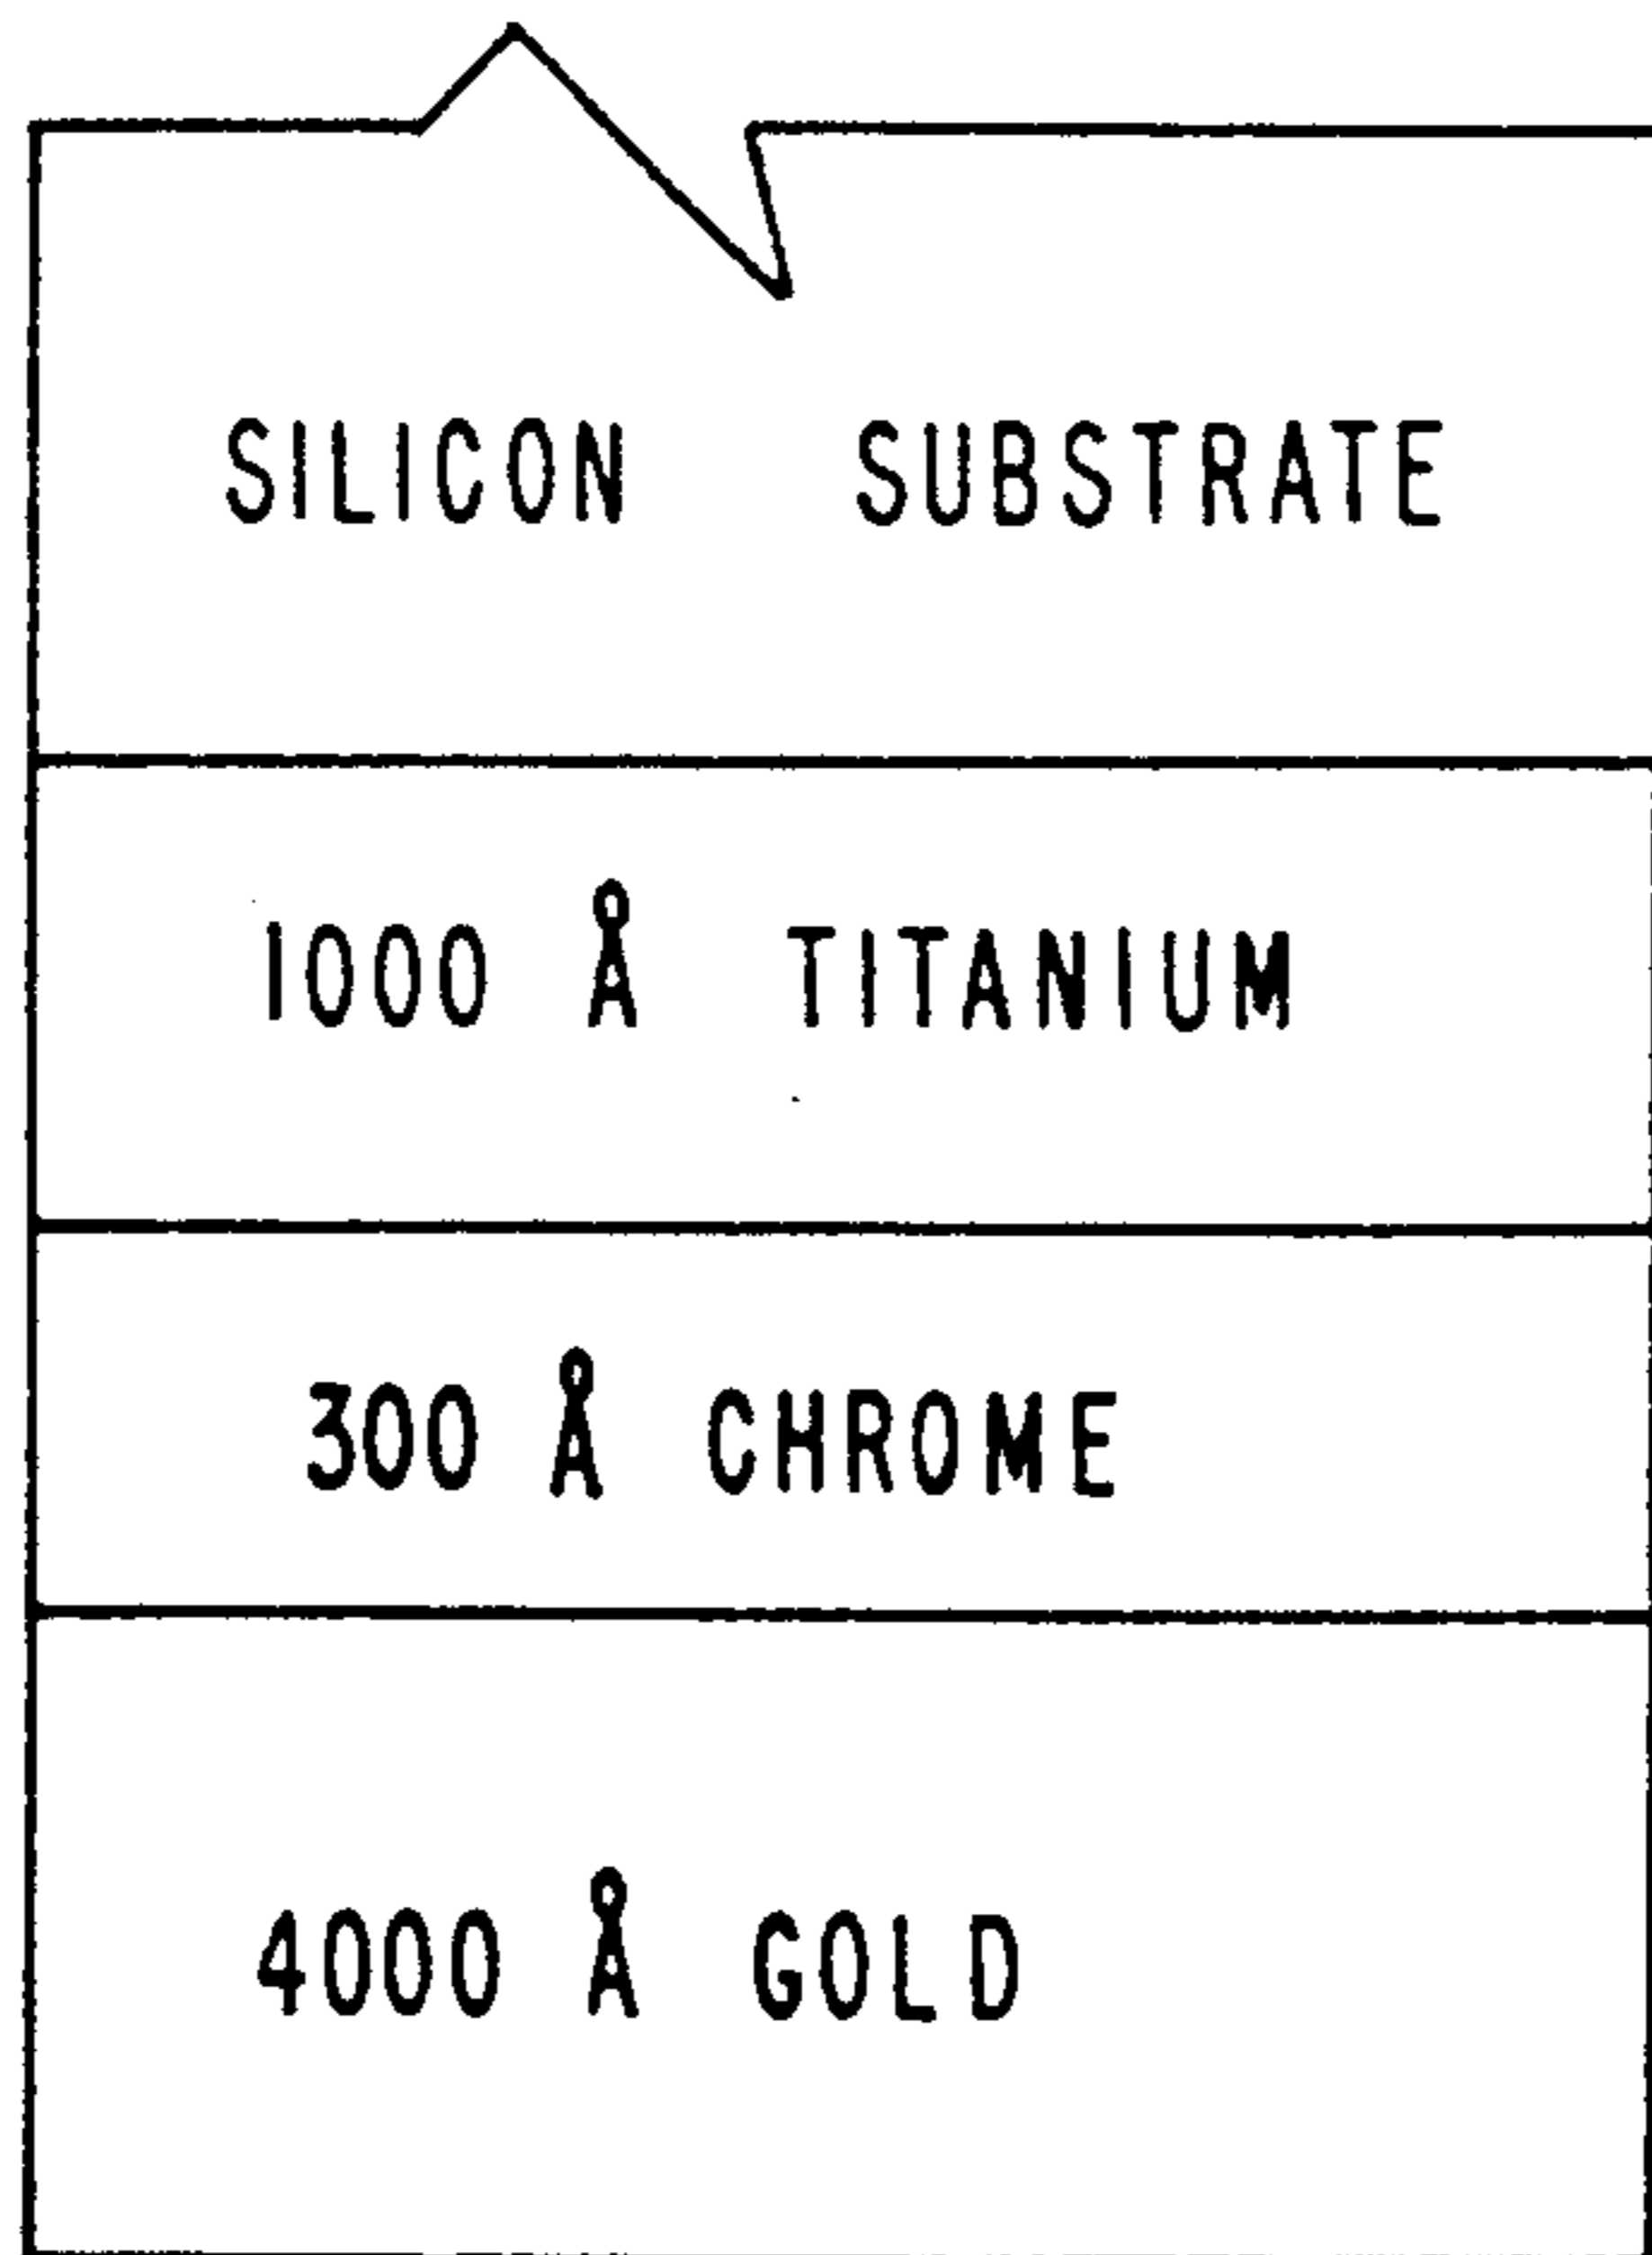 SILICON SUBSTRATE
1000 Å TITANIUM
300 Å CHROME
4000 Å GOLD